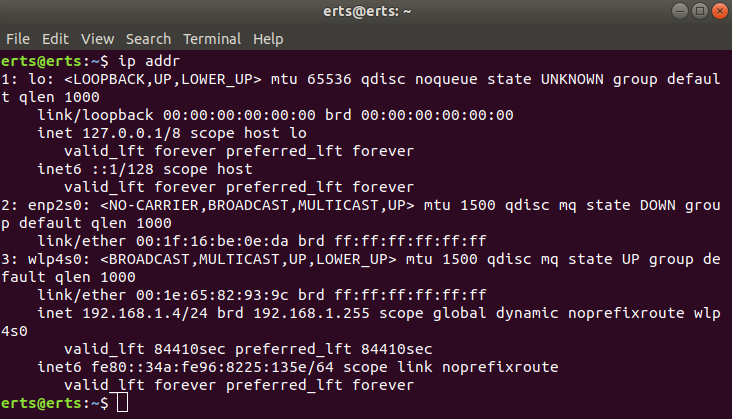 erts@erts: ~
File Edit View Search Terminal Help
erts@erts:~$ ip addr
1: lo: <LOOPBACK,UP,LOWER_UP> mtu 65536 qdisc noqueue state UNKNOWN group defaul
t qlen 1000
    link/loopback 00:00:00:00:00:00 brd 00:00:00:00:00:00
    inet 127.0.0.1/8 scope host lo
       valid_lft forever preferred_lft forever
    inet6 ::1/128 scope host
       valid_lft forever preferred_lft forever
2: enp2s0: <NO-CARRIER,BROADCAST,MULTICAST,UP> mtu 1500 qdisc mq state DOWN grou
p default qlen 1000
    link/ether 00:1f:16:be:0e:da brd ff:ff:ff:ff:ff:ff
3: wlp4s0: <BROADCAST,MULTICAST,UP,LOWER_UP> mtu 1500 qdisc mq state UP group de
fault qlen 1000
    link/ether 00:1e:65:82:93:9c brd ff:ff:ff:ff:ff:ff
    inet 192.168.1.4/24 brd 192.168.1.255 scope global dynamic noprefixroute wlp
4s0
       valid_lft 84410sec preferred_lft 84410sec
    inet6 fe80::34a:fe96:8225:135e/64 scope link noprefixroute
       valid_lft forever preferred_lft forever
erts@erts:~$